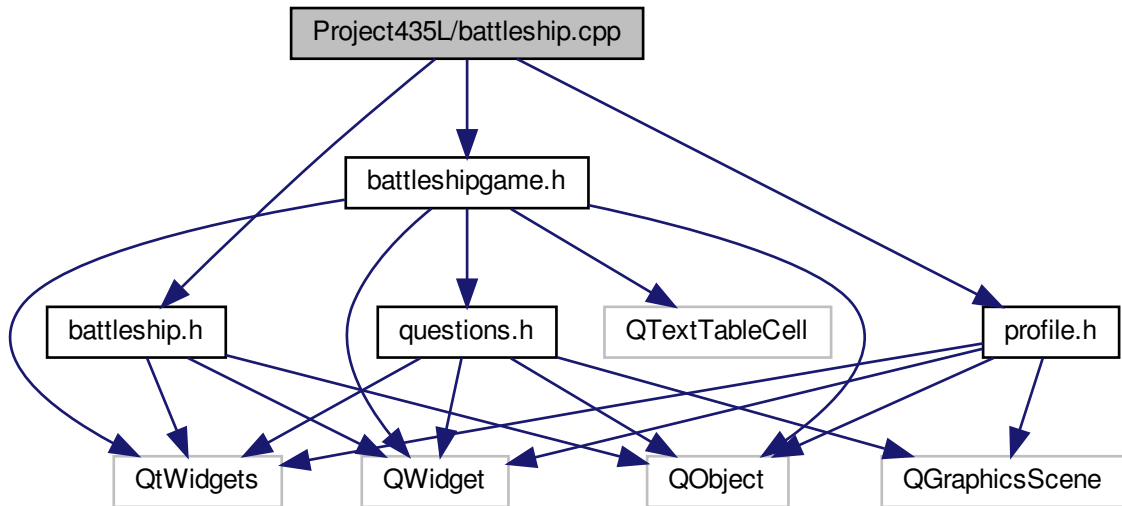 Project435L/battleship.cpp
battleshipgame.h
battleship.h
questions.h
QTextTableCell
profile.h
QtWidgets
QWidget
QObject
QGraphicsScene